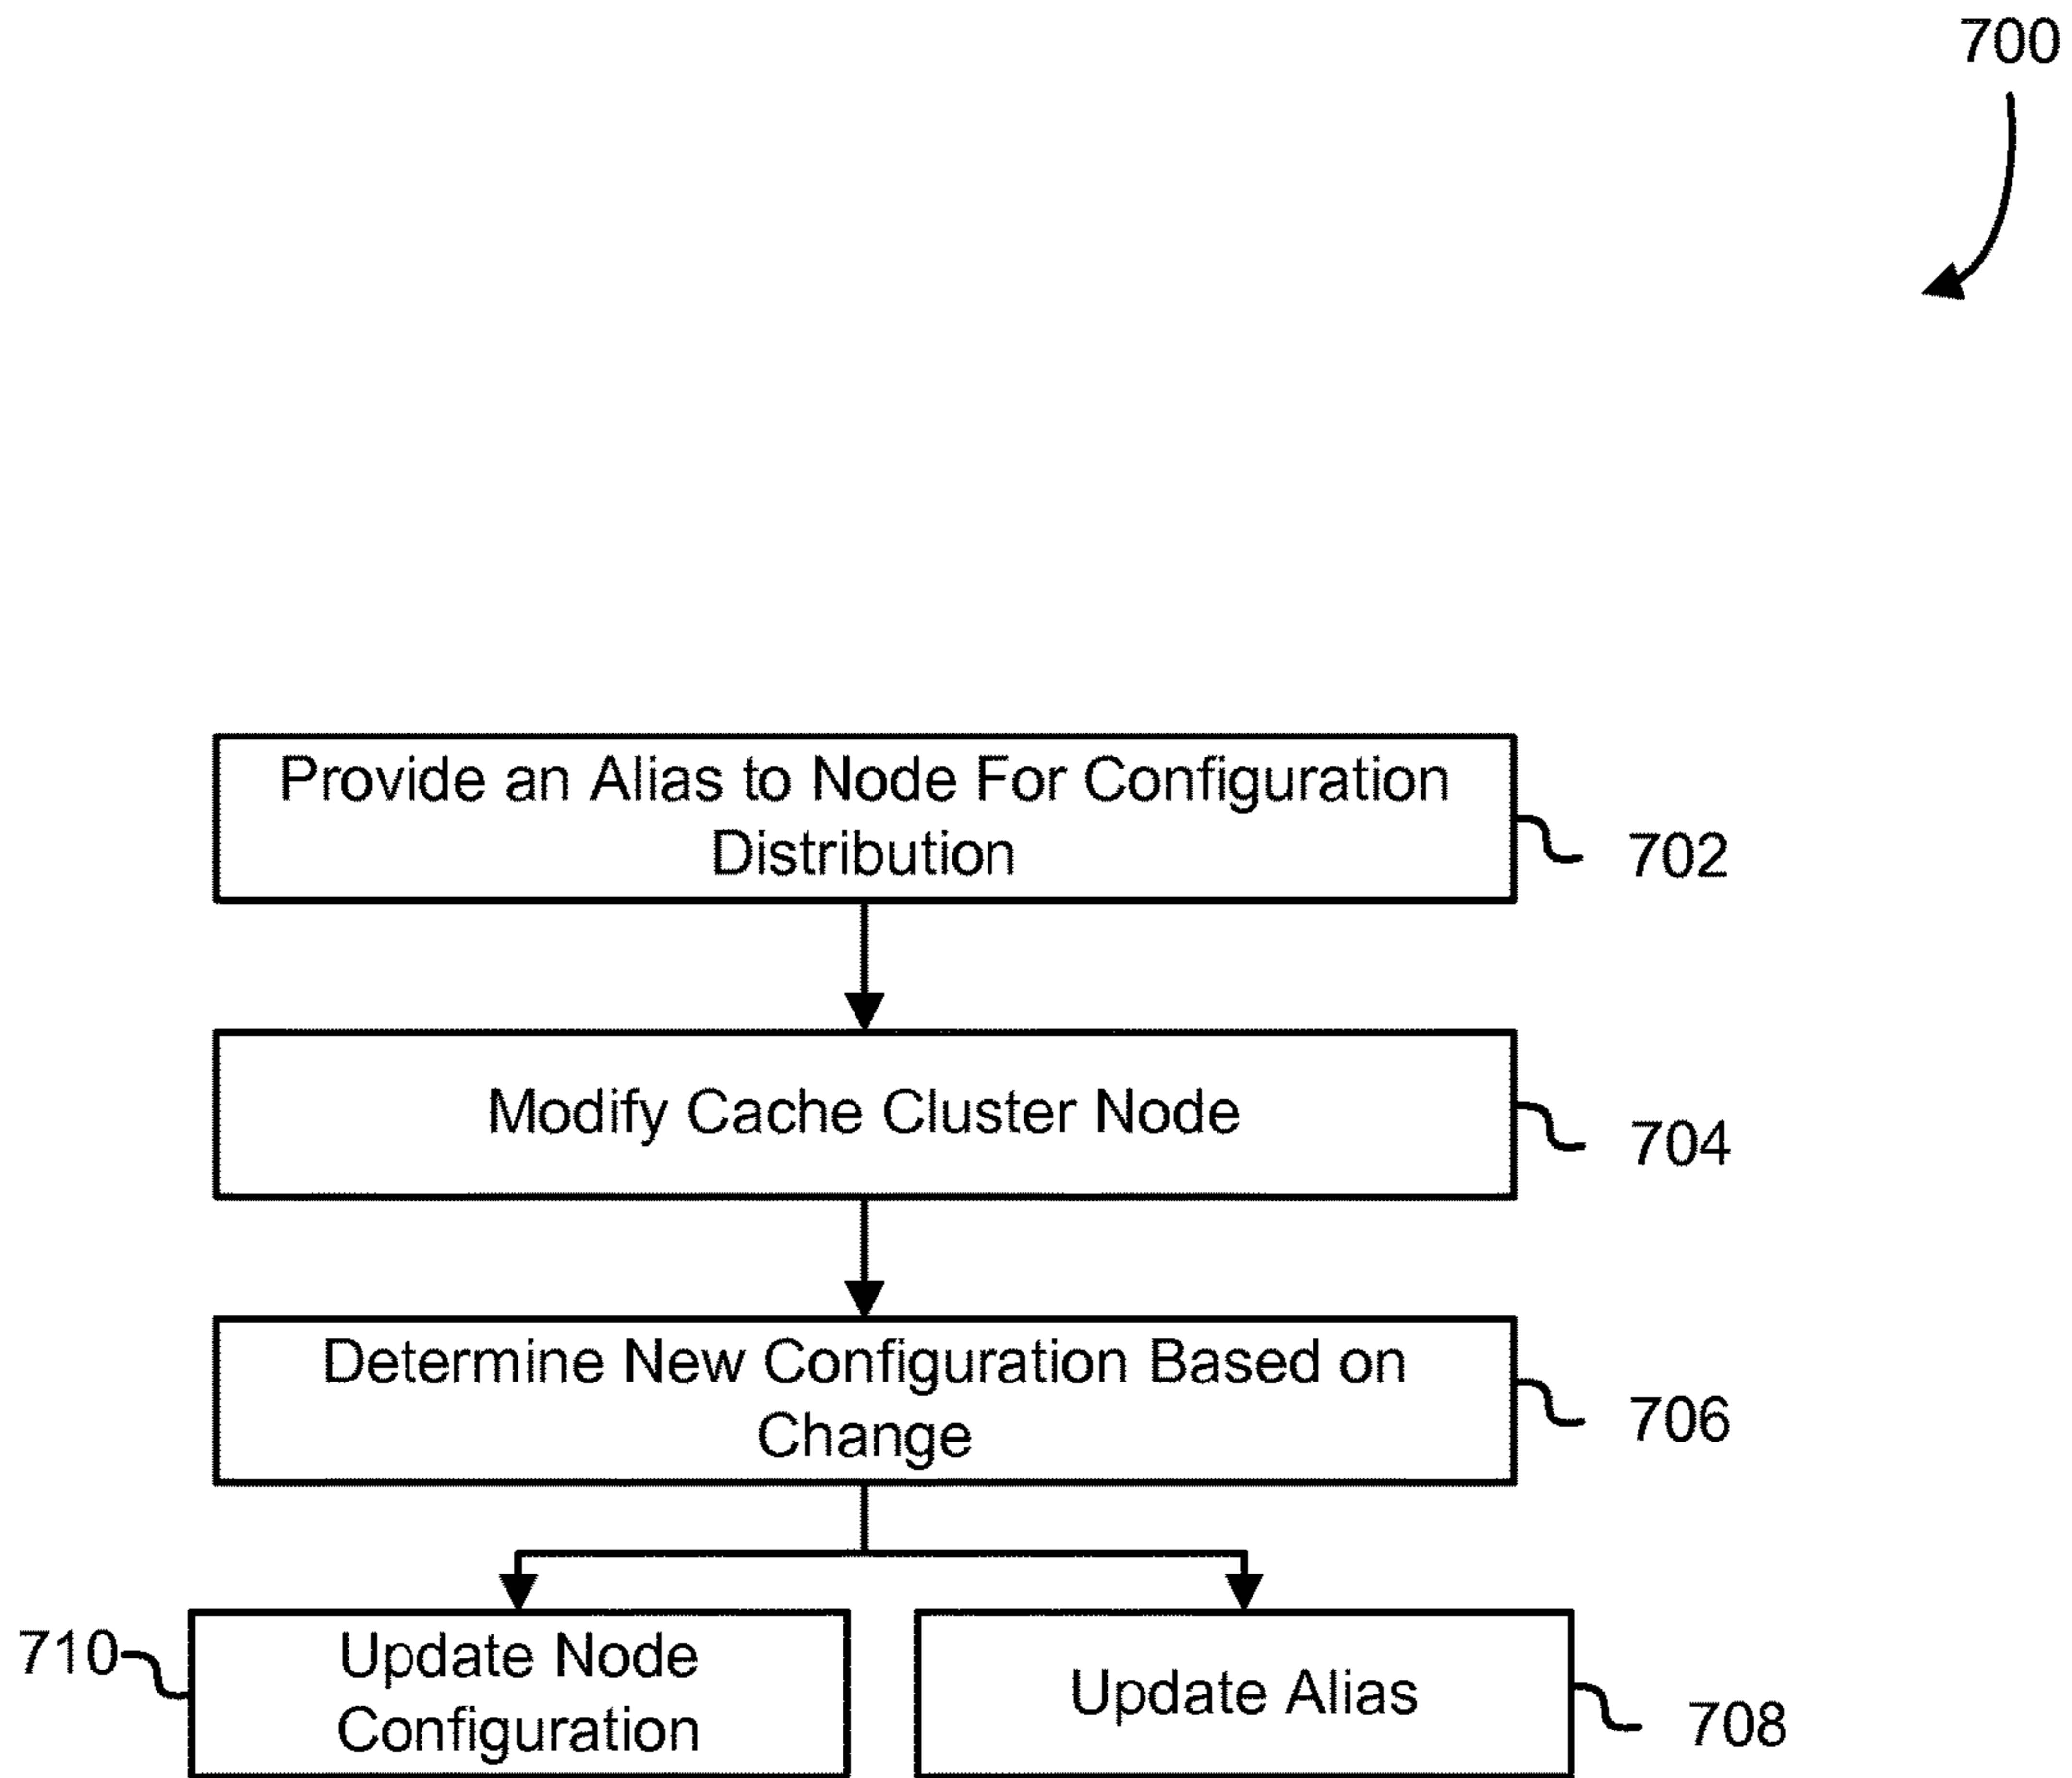 700
Provide an Alias to Node For Configuration
Distribution
702
Modify Cache Cluster Node
704
Determine New Configuration Based on
Change
706
710
Update Node
Configuration
Update Alias
708